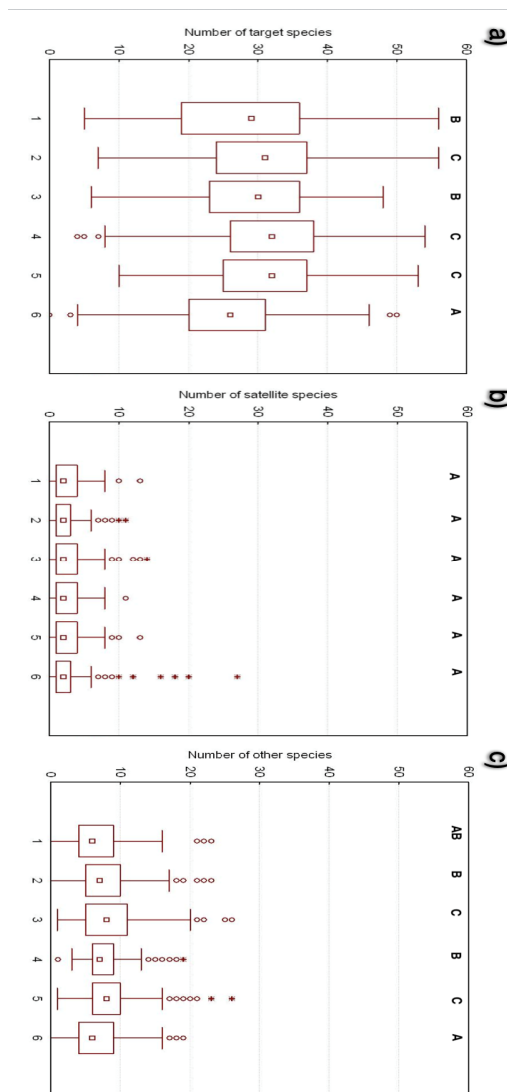 a)
Number of target species
0 10 20 30 40 50 60
B C B C C A
1 2 3 4 5 6
b)
Number of satellite species
0 10 20 30 40 50 60
A A A A A A
1 2 3 4 5 6
c)
Number of other species
0 10 20 30 40 50 60
AB B C B C A
1 2 3 4 5 6